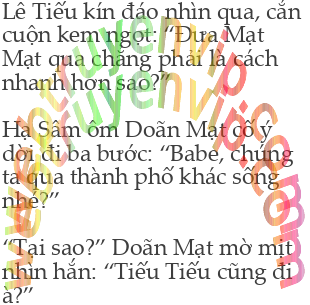 Lê Tiếu kín đáo nhìn qua, cắn
cuộn kem ngọt: “Đưa Mạt
Mạt qua chẳng phải là cách
nhanh hơn sao?”
Hạ Sâm ôm Doãn Mạt cố ý
dời đi ba bước: “Babe, chúng
ta qua thành phố khác sống
nhé?”
“Tại sao?” Doãn Mạt mờ mịt
nhìn hắn: “Tiếu Tiếu cũng đi
à?”